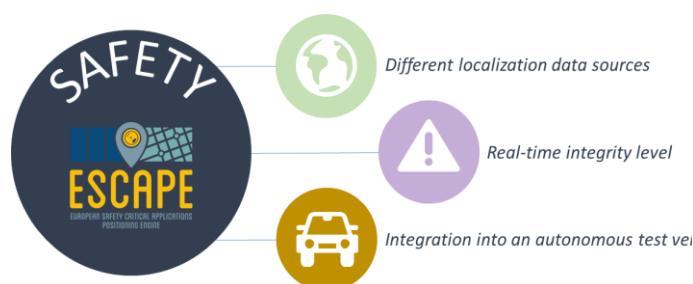 SAFETY
ESCAPE
EUROPEAN SAFETY CRITICAL APPLICATIONS
POSITIONING ENGINE
Different localization data sources
Real-time integrity level
Integration into an autonomous test